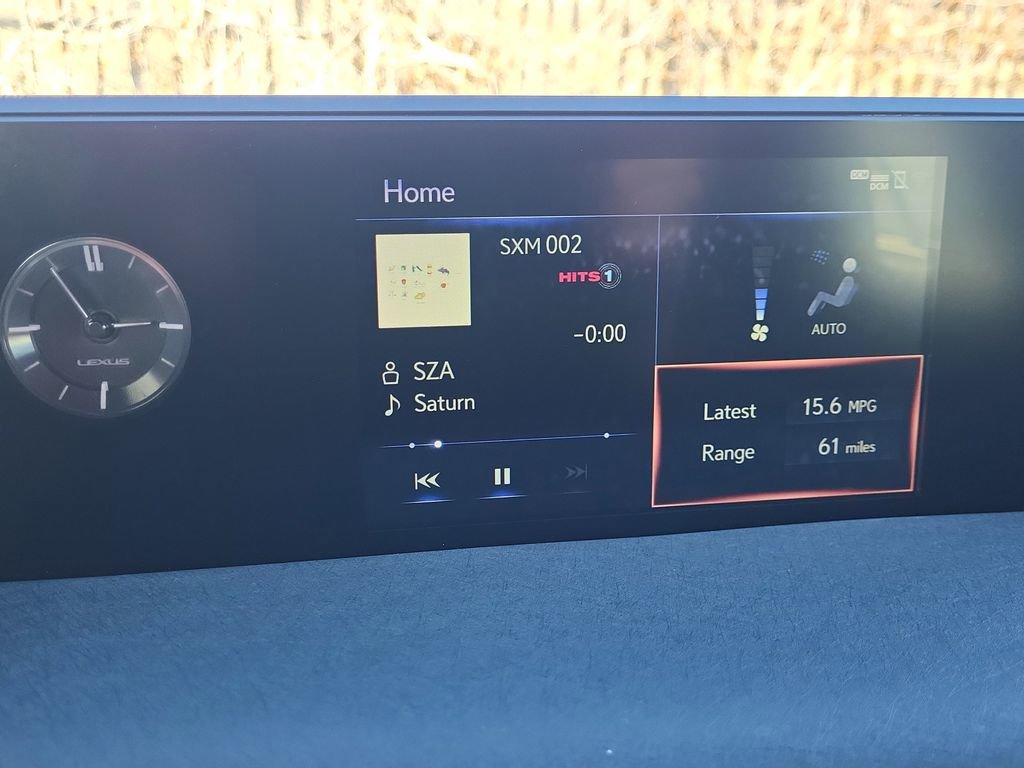 Home
DCM
DCM
SXM 002
HITS 1
-0:00
AUTO
LEXUS
SZA
Saturn
Latest 15.6 MPG
Range 61 miles